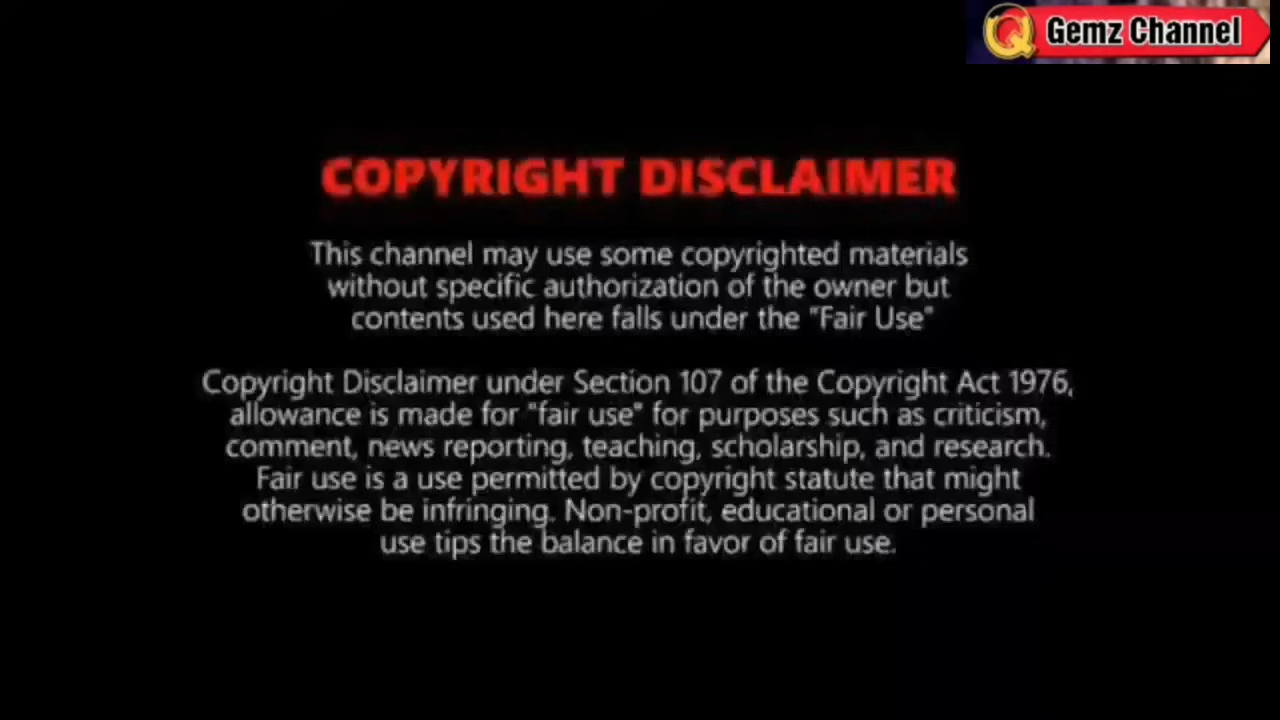 Gemz Channel
COPYRIGHT DISCLAIMER
This channel may use some copyrighted materials
without specific authorization of the owner but
contents used here falls under the "Fair Use"
Copyright Disclaimer under Section 107 of the Copyright Act 1976,
allowance is made for "fair use" for purposes such as criticism,
comment, news reporting, teaching, scholarship, and research.
Fair use is a use permitted by copyright statute that might
otherwise be infringing. Non-profit, educational or personal
use tips the balance in favor of fair use.